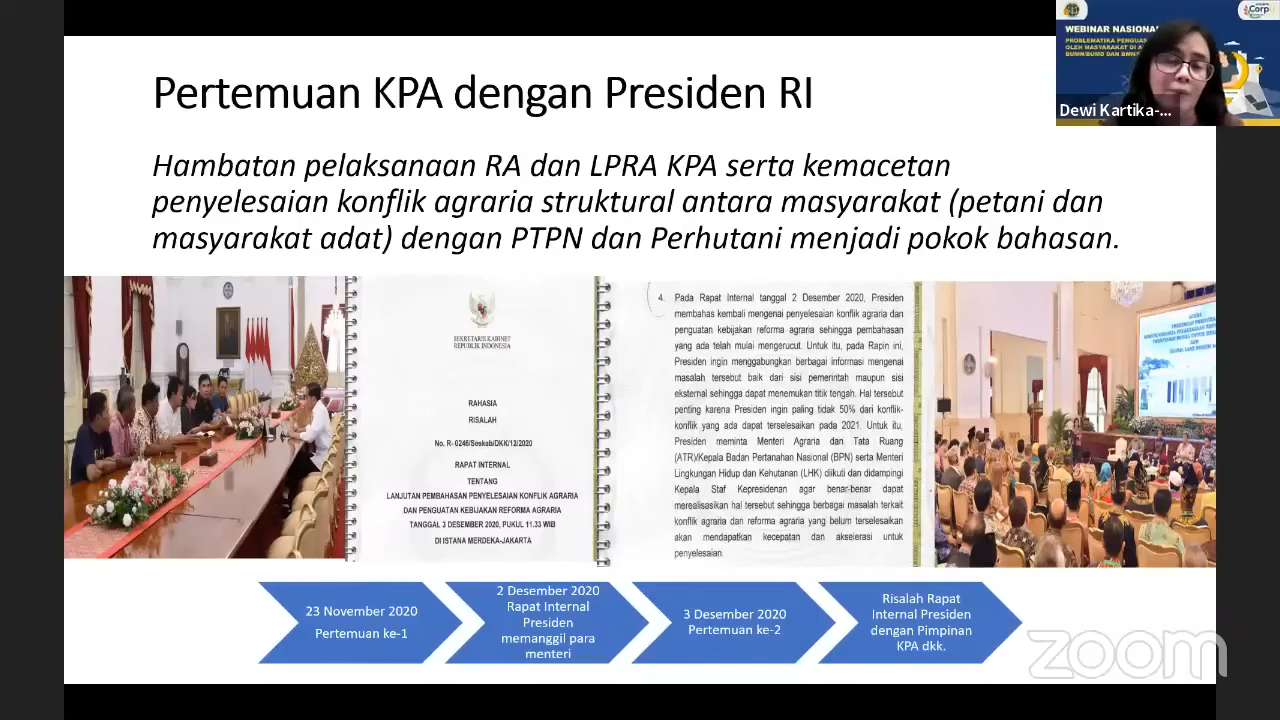 Pertemuan KPA dengan Presiden RI
Hambatan pelaksanaan RA dan LPRA KPA serta kemacetan
penyelesaian konflik agraria struktural antara masyarakat (petani dan
masyarakat adat) dengan PTPN dan Perhutani menjadi pokok bahasan.
WEBINAR NASIONAL
PROBLEMATIKA PENGUAS
OLEH MASYARAKAT DI A
BUMN/BUMD DAN BMN
CorpU
Dewi Kartika-...
SEKRETARIS KABINET
REPUBLIK INDONESIA
RAHASIA
RISALAH
No. R- 0246/Seskab/DKK/12/2020
RAPAT INTERNAL
TENTANG
LANJUTAN PEMBAHASAN PENYELESAIAN KONFLIK AGRARIA
DAN PENGUATAN KEBIJAKAN REFORMA AGRARIA
TANGGAL 3 DESEMBER 2020, PUKUL 11.33 WIB
DI ISTANA MERDEKA-JAKARTA
4. Pada Rapat Internal tanggal 2 Desember 2020, Presiden
membahas kembali mengenai penyelesaian konflik agraria dan
penguatan kebijakan reforma agraria sehingga pembahasan
yang ada telah mulai mengerucut. Untuk itu, pada Rapin ini,
Presiden ingin menggabungkan berbagai informasi mengenai
masalah tersebut baik dari sisi pemerintah maupun sisi
eksternal sehingga dapat menemukan titik tengah. Hal tersebut
penting karena Presiden ingin paling tidak 50% dari konflik-
konflik yang ada dapat terselesaikan pada 2021. Untuk itu,
Presiden meminta Menteri Agraria dan Tata Ruang
(ATR)/Kepala Badan Pertanahan Nasional (BPN) serta Menteri
Lingkungan Hidup dan Kehutanan (LHK) diikuti dan didampingi
Kepala Staf Kepresidenan agar benar-benar dapat
merealisasikan hal tersebut sehingga berbagai masalah terkait
konflik agraria dan reforma agraria yang belum terselesaikan
akan mendapatkan kecepatan dan akselerasi untuk
penyelesaian.
23 November 2020
Pertemuan ke-1
2 Desember 2020
Rapat Internal
Presiden
memanggil para
menteri
3 Desember 2020
Pertemuan ke-2
Risalah Rapat
Internal Presiden
dengan Pimpinan
KPA dkk.
zoom